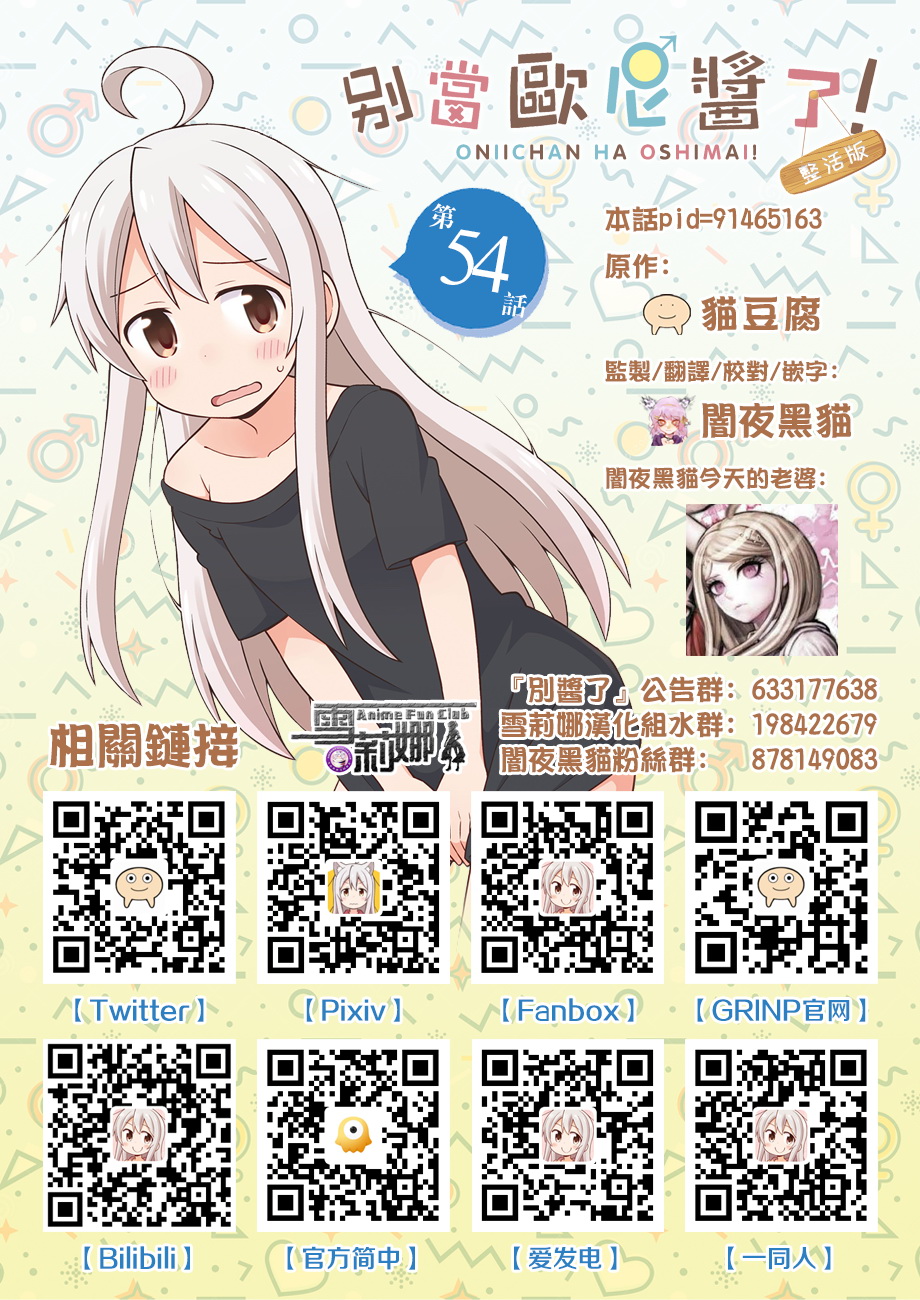 别當歐尼醬了!
ONIICHAN HA OSHIMAI!
整活版
第
54
話
本話pid=91465163
原作:
貓豆腐
監製/翻譯/校對/嵌字:
闇夜黑貓
闇夜黑貓今天的老婆:
『別醬了』公告群: 633177638
雪莉娜漢化組水群: 198422679
闇夜黑貓粉絲群: 878149083
相關鏈接
Anime Fan Club
雪莉娜
【Twitter】
【Pixiv】
【Fanbox】
【GRINP官网】
【Bilibili】
【官方简中】
【爱发电】
【一同人】